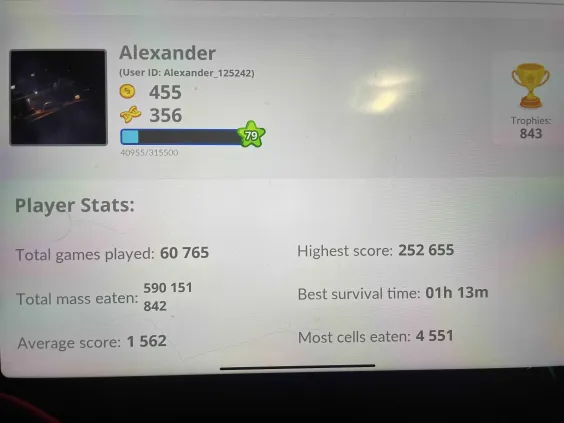 Alexander
(User ID: Alexander_125242)
455
356
79
40955/315500
Trophies:
843
Player Stats:
Total games played: 60 765
Highest score: 252 655
Total mass eaten: 590 151
842
Best survival time: 01h 13m
Average score: 1 562
Most cells eaten: 4 551